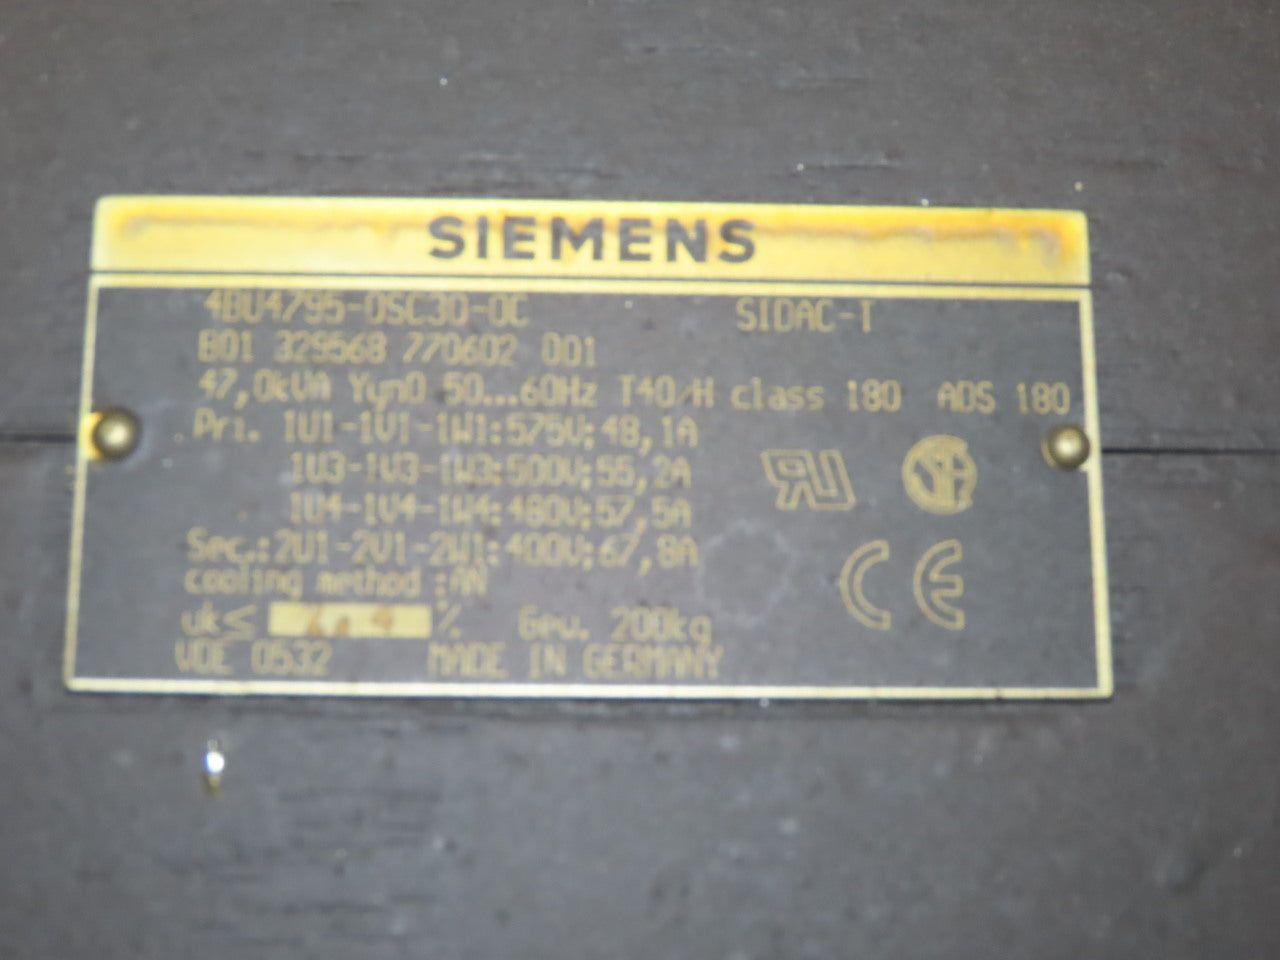 SIEMENS
4BU4795-0SC30-0C SIDAC-T
B01 329568 770602 001
47,0kVA Yyn0 50...60Hz T40/H class 180 ADS 180
Pri. 1U1-1V1-1W1:575V;48,1A
1U3-1V3-1W3:500V;55,2A
1U4-1V4-1W4:480V;57,5A
Sec.:2U1-2V1-2W1:400V;67,8A
cooling method :AN
uk≤ % Gew. 200kg
VDE 0532 MADE IN GERMANY
CE